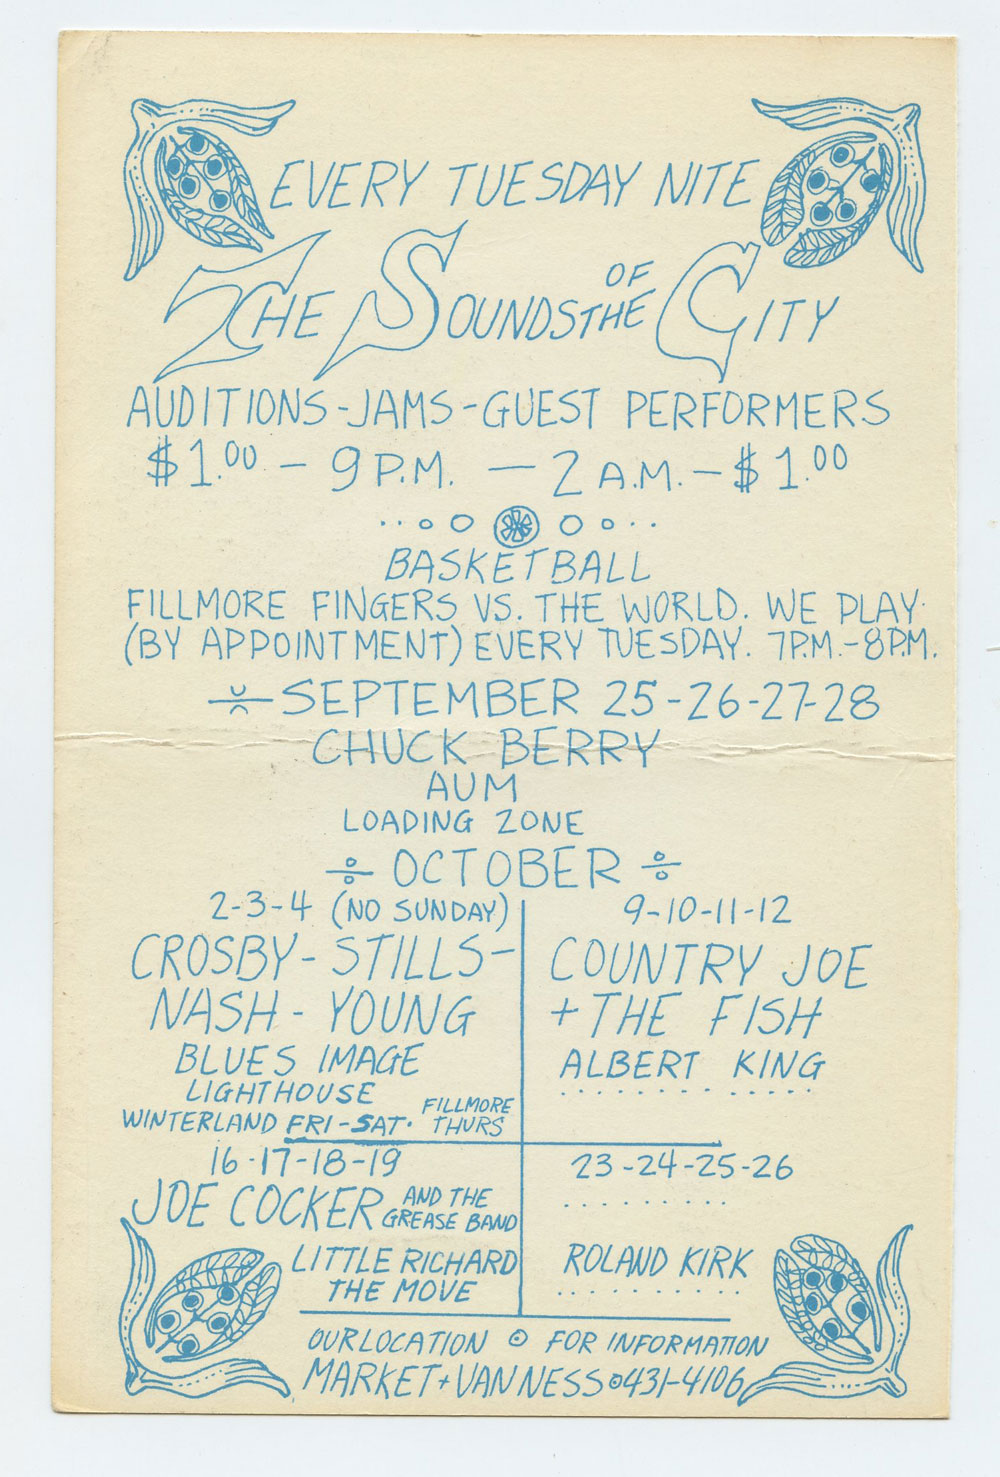 EVERY TUESDAY NITE
THE SOUNDS OF THE CITY
AUDITIONS-JAMS-GUEST PERFORMERS
$1.00 - 9 P.M. - 2 A.M. - $1.00
BASKETBALL
FILLMORE FINGERS VS. THE WORLD. WE PLAY
(BY APPOINTMENT) EVERY TUESDAY. 7P.M.-8P.M.
SEPTEMBER 25-26-27-28
CHUCK BERRY
AUM
LOADING ZONE
÷ OCTOBER ÷
2-3-4 (NO SUNDAY)
CROSBY-STILLS-
NASH-YOUNG
BLUES IMAGE
LIGHTHOUSE
WINTERLAND FRI-SAT. FILLMORE THURS
9-10-11-12
COUNTRY JOE
+ THE FISH
ALBERT KING
16-17-18-19
JOE COCKER AND THE GREASE BAND
LITTLE RICHARD
THE MOVE
23-24-25-26
ROLAND KIRK
OUR LOCATION FOR INFORMATION
MARKET + VAN NESS 431-4106